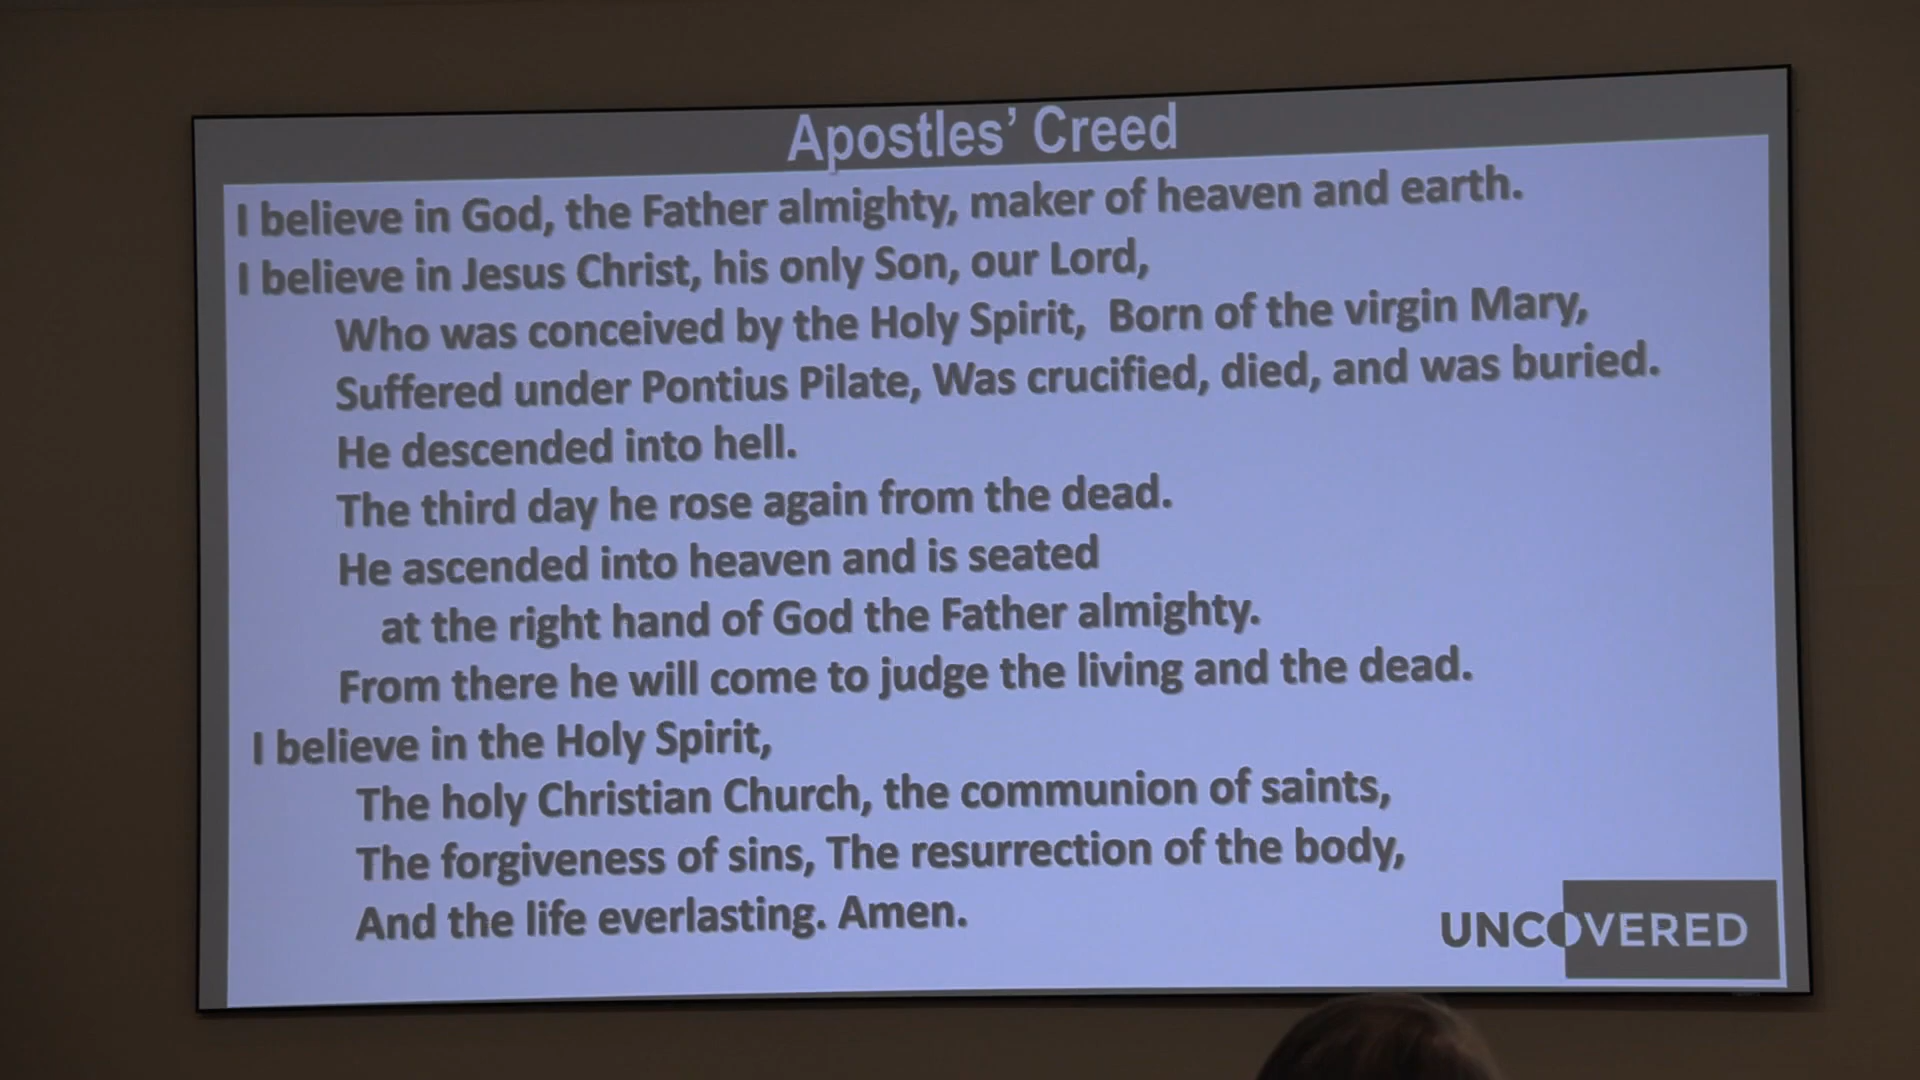 Apostles’ Creed
I believe in God, the Father almighty, maker of heaven and earth.
I believe in Jesus Christ, his only Son, our Lord,
Who was conceived by the Holy Spirit, Born of the virgin Mary,
Suffered under Pontius Pilate, Was crucified, died, and was buried.
He descended into hell.
The third day he rose again from the dead.
He ascended into heaven and is seated
at the right hand of God the Father almighty.
From there he will come to judge the living and the dead.
I believe in the Holy Spirit,
The holy Christian Church, the communion of saints,
The forgiveness of sins, The resurrection of the body,
And the life everlasting. Amen.
UNCOVERED